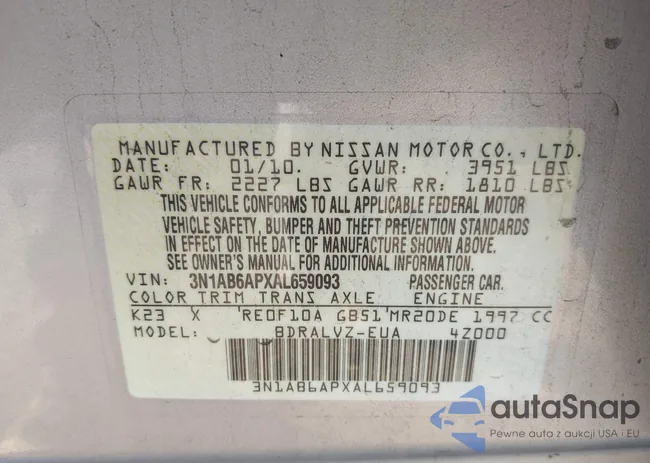 MANUFACTURED BY NISSAN MOTOR CO., LTD.
DATE: 01/10. GVWR: 3951 LBS
GAWR FR: 2227 LBS GAWR RR: 1810 LBS
THIS VEHICLE CONFORMS TO ALL APPLICABLE FEDERAL MOTOR
VEHICLE SAFETY, BUMPER AND THEFT PREVENTION STANDARDS
IN EFFECT ON THE DATE OF MANUFACTURE SHOWN ABOVE.
SEE OWNER'S MANUAL FOR ADDITIONAL INFORMATION.
VIN: 3N1AB6APXAL659093 PASSENGER CAR.
COLOR TRIM TRANS AXLE ENGINE
K23 X 'RE0F10A GB51'MR20DE 1997 CC
MODEL: BDRALVZ-EUA 4Z000
3N1AB6APXAL659093
autaSnap
Pewne auta z aukcji USA i EU